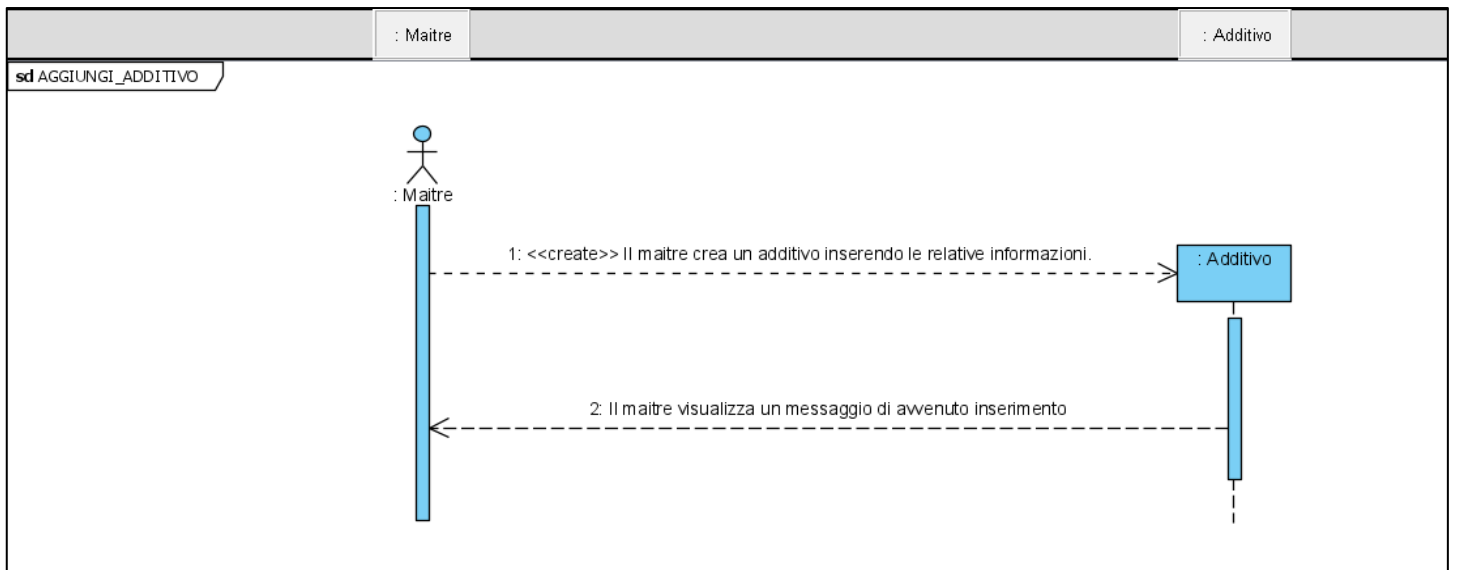 : Maitre
: Additivo
sd AGGIUNGI_ADDITIVO
: Maitre
1: <<create>> Il maitre crea un additivo inserendo le relative informazioni.
: Additivo
2: Il maitre visualizza un messaggio di avvenuto inserimento